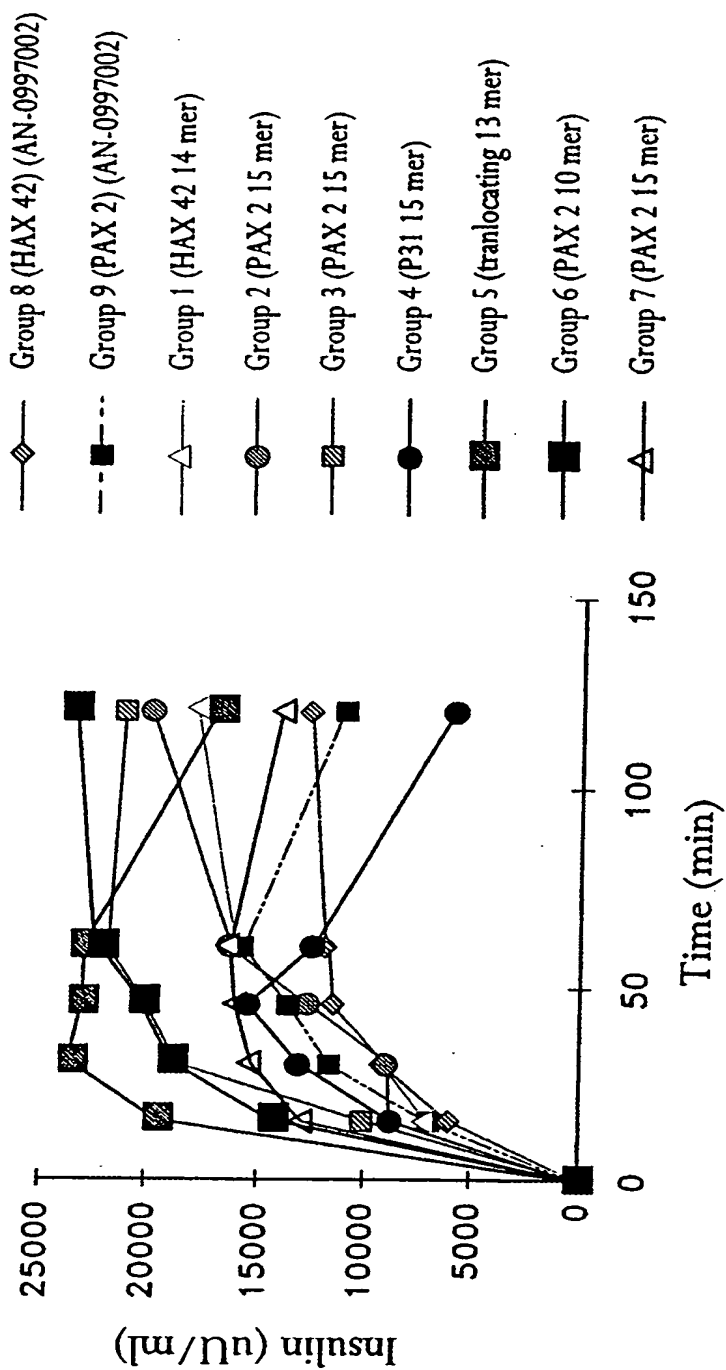 Group 8 (HAX 42) (AN-0997002)
Group 9 (PAX 2) (AN-0997002)
Group 1 (HAX 42 14 mer)
Group 2 (PAX 2 15 mer)
Group 3 (PAX 2 15 mer)
Group 4 (P31 15 mer)
Group 5 (tranlocating 13 mer)
Group 6 (PAX 2 10 mer)
Group 7 (PAX 2 15 mer)
Insulin (uU/ml)
25000
20000
15000
10000
5000
0
0
50
100
150
Time (min)